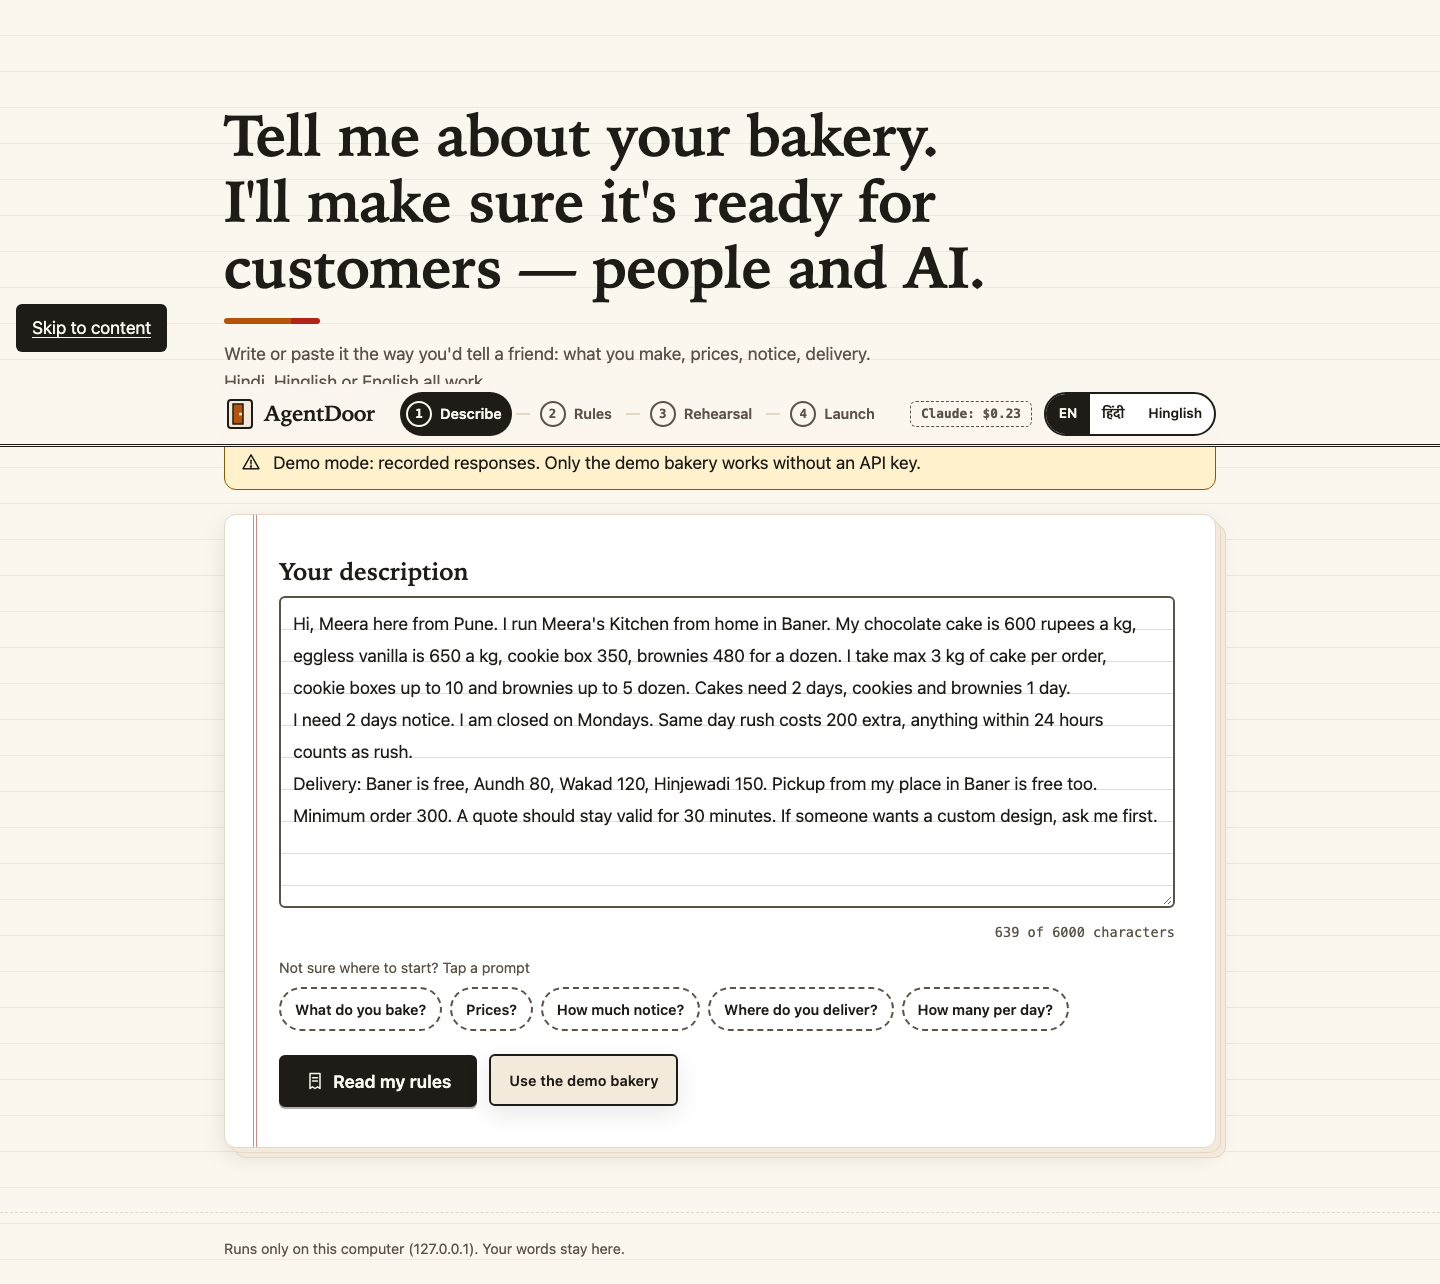 Tell me about your bakery.
I'll make sure it's ready for
customers — people and AI.
Skip to content
Write or paste it the way you'd tell a friend: what you make, prices, notice, delivery.
Hindi, Hinglish or English all work.
AgentDoor
1 Describe
2 Rules
3 Rehearsal
4 Launch
Claude: $0.23
EN
हिंदी
Hinglish
Demo mode: recorded responses. Only the demo bakery works without an API key.
Your description
Hi, Meera here from Pune. I run Meera's Kitchen from home in Baner. My chocolate cake is 600 rupees a kg,
eggless vanilla is 650 a kg, cookie box 350, brownies 480 for a dozen. I take max 3 kg of cake per order,
cookie boxes up to 10 and brownies up to 5 dozen. Cakes need 2 days, cookies and brownies 1 day.
I need 2 days notice. I am closed on Mondays. Same day rush costs 200 extra, anything within 24 hours
counts as rush.
Delivery: Baner is free, Aundh 80, Wakad 120, Hinjewadi 150. Pickup from my place in Baner is free too.
Minimum order 300. A quote should stay valid for 30 minutes. If someone wants a custom design, ask me first.
639 of 6000 characters
Not sure where to start? Tap a prompt
What do you bake?
Prices?
How much notice?
Where do you deliver?
How many per day?
Read my rules
Use the demo bakery
Runs only on this computer (127.0.0.1). Your words stay here.